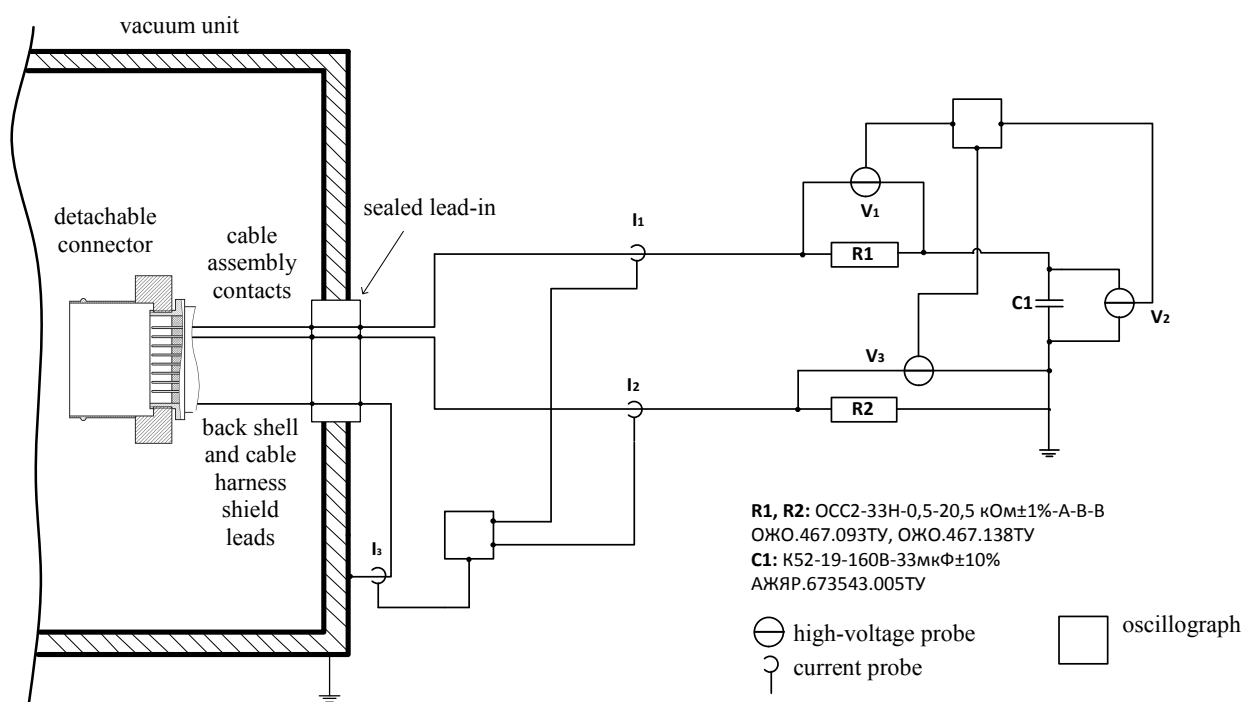 vacuum unit
detachable
connector
cable
assembly
contacts
sealed lead-in
back shell
and cable
harness
shield
leads
I₁
I₂
I₃
V₁
R1
C1
V₂
V₃
R2
R1, R2: ОСС2-33Н-0,5-20,5 кОм±1%-А-В-В
ОЖО.467.093ТУ, ОЖО.467.138ТУ
C1: К52-19-160В-33мкФ±10%
АЖЯР.673543.005ТУ
high-voltage probe
current probe
oscillograph